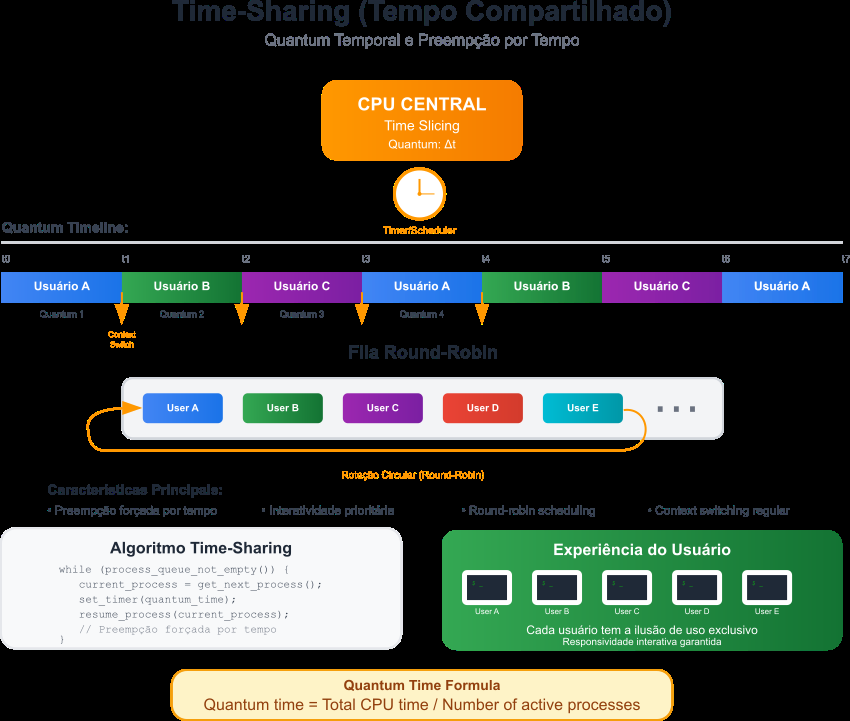 Time-Sharing (Tempo Compartilhado)
Quantum Temporal e Preempção por Tempo
CPU CENTRAL
Time Slicing
Quantum: Δt
Timer/Scheduler
Quantum Timeline:
t0 t1 t2 t3 t4 t5 t6 t7
Usuário A Usuário B Usuário C Usuário A Usuário B Usuário C Usuário A
Quantum 1 Quantum 2 Quantum 3 Quantum 4
Context
Switch
Fila Round-Robin
User A User B User C User D User E ...
Rotação Circular (Round-Robin)
Características Principais:
• Preempção forçada por tempo • Interatividade prioritária • Round-robin scheduling • Context switching regular
Algoritmo Time-Sharing
while (process_queue_not_empty()) {
current_process = get_next_process();
set_timer(quantum_time);
resume_process(current_process);
// Preempção forçada por tempo
}
Experiência do Usuário
User A User B User C User D User E
Cada usuário tem a ilusão de uso exclusivo
Responsividade interativa garantida
Quantum Time Formula
Quantum time = Total CPU time / Number of active processes